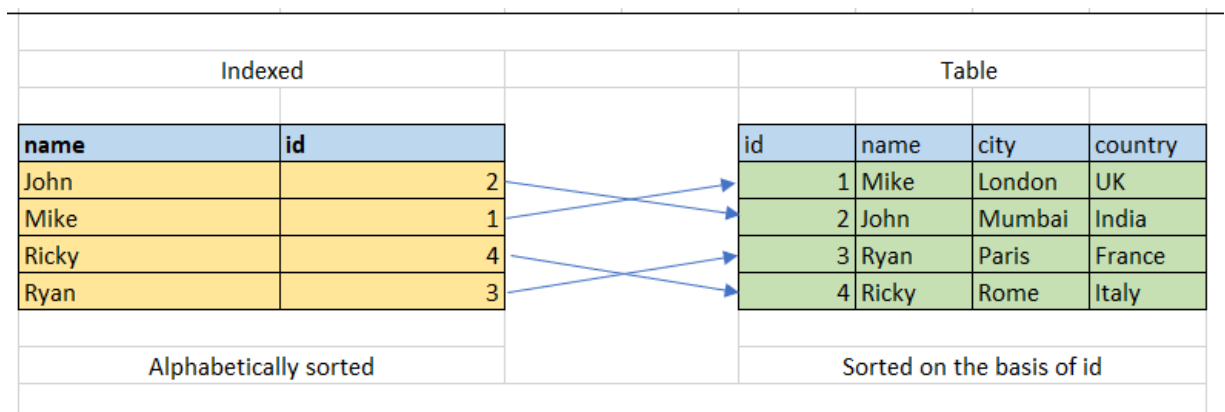 Indexed Table
name id id name city country
John 2 1 Mike London UK
Mike 1 2 John Mumbai India
Ricky 4 3 Ryan Paris France
Ryan 3 4 Ricky Rome Italy
Alphabetically sorted Sorted on the basis of id